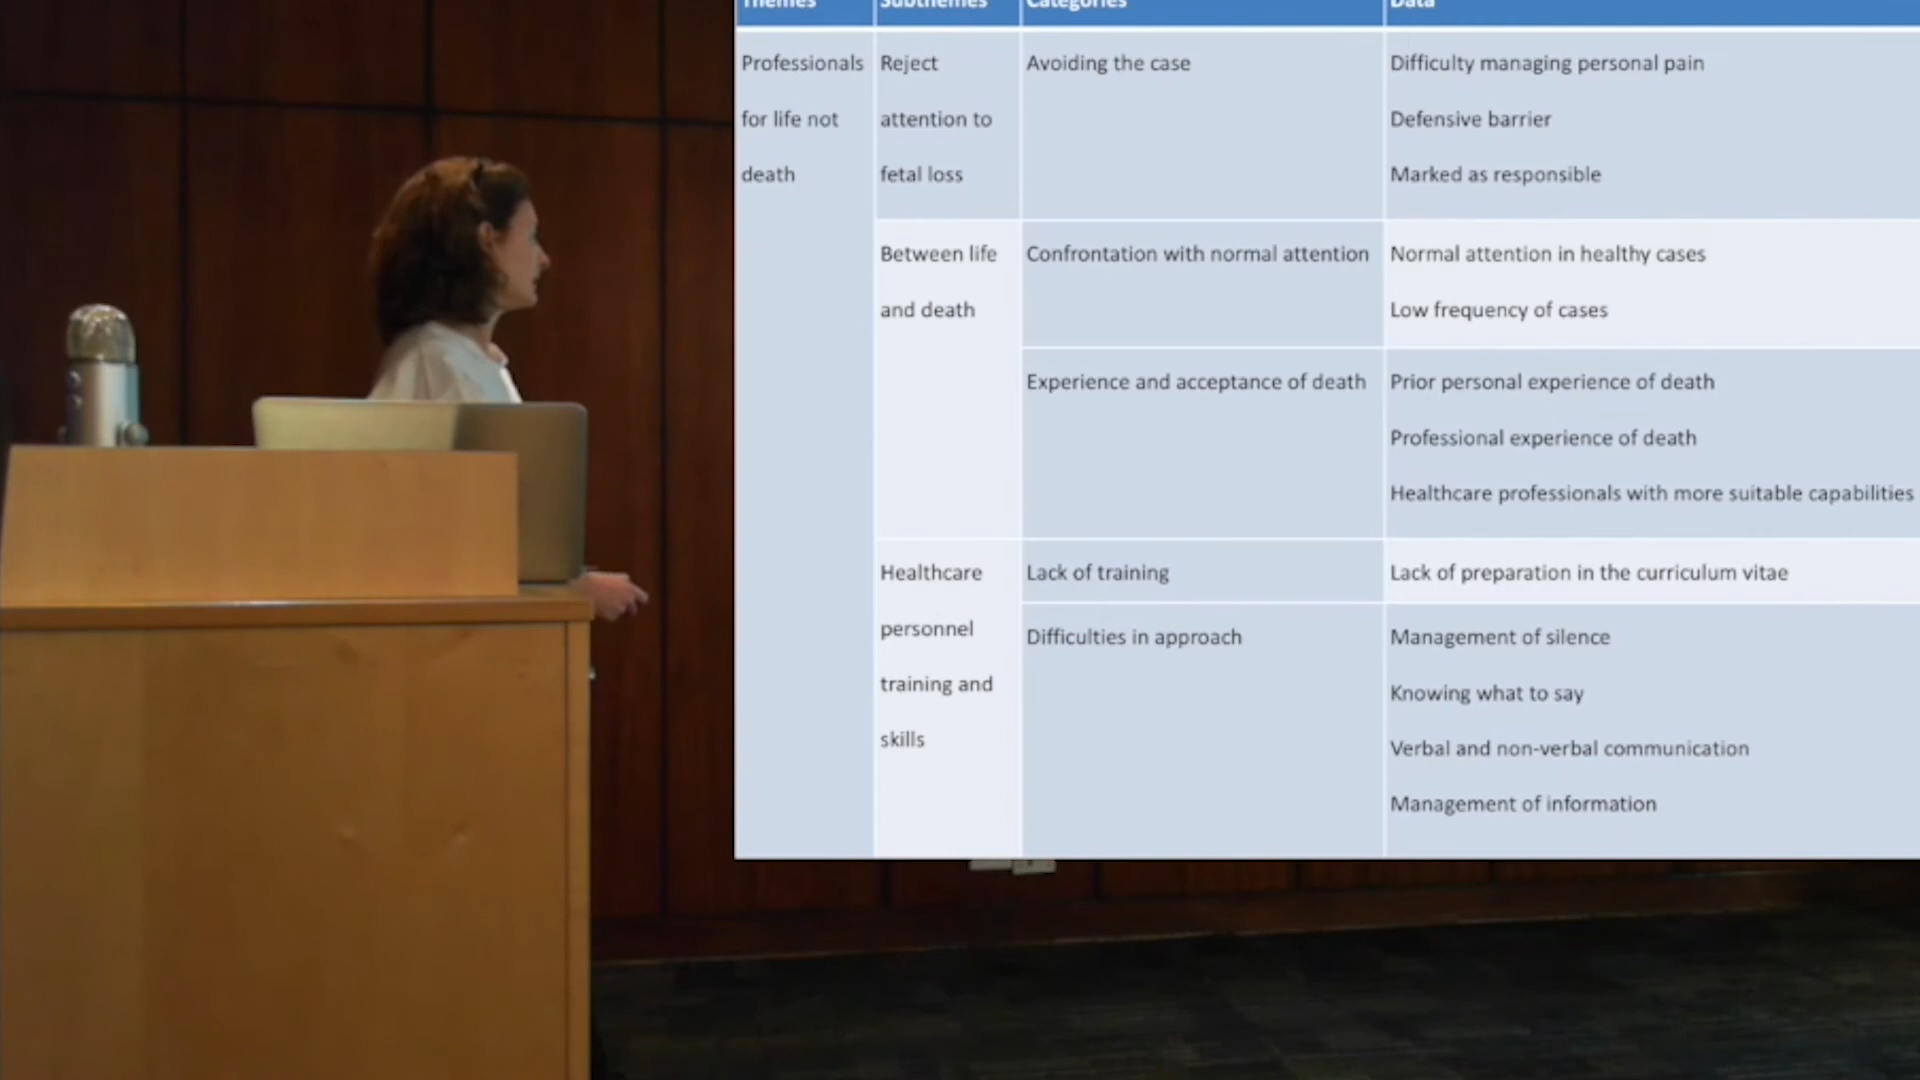 Themes Subthemes Categories Data
Professionals Reject Avoiding the case Difficulty managing personal pain
for life not attention to Defensive barrier
death fetal loss Marked as responsible
Between life Confrontation with normal attention Normal attention in healthy cases
and death Low frequency of cases
Experience and acceptance of death Prior personal experience of death
Professional experience of death
Healthcare professionals with more suitable capabilities
Healthcare Lack of training Lack of preparation in the curriculum vitae
personnel Difficulties in approach Management of silence
training and Knowing what to say
skills Verbal and non-verbal communication
Management of information